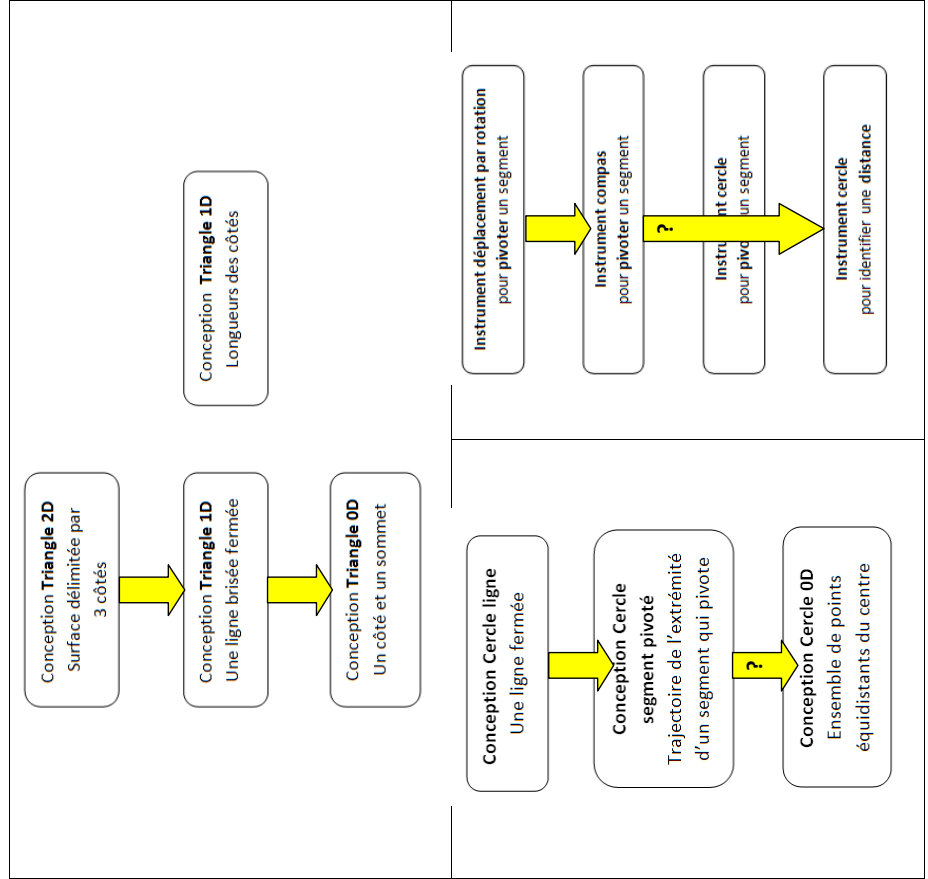 Conception Triangle 2D
Surface délimitée par
3 côtés
Conception Triangle 1D
Une ligne brisée fermée
Conception Triangle 0D
Un côté et un sommet
Conception Triangle 1D
Longueurs des côtés
Conception Cercle ligne
Une ligne fermée
Conception Cercle
segment pivoté
Trajectoire de l'extrémité
d'un segment qui pivote
?
Conception Cercle 0D
Ensemble de points
équidistants du centre
Instrument déplacement par rotation
pour pivoter un segment
Instrument compas
pour pivoter un segment
?
Instrument cercle
pour pivoter un segment
Instrument cercle
pour identifier une distance